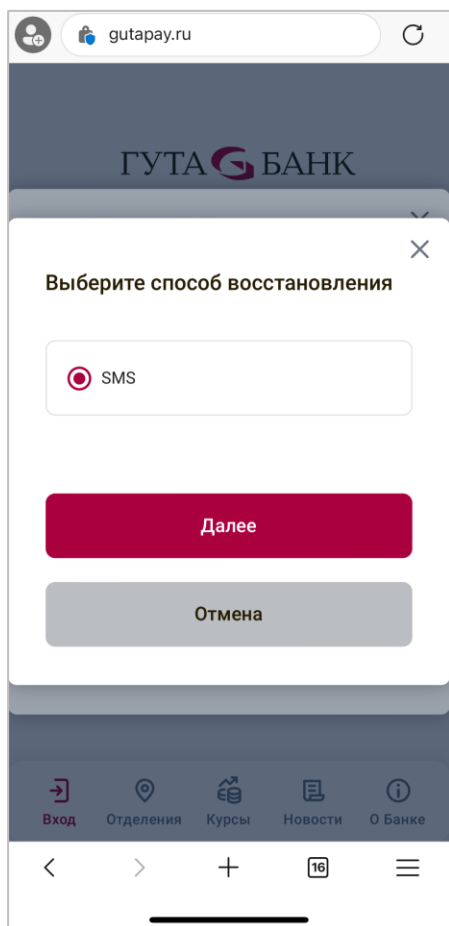 gutapay.ru
ГУТА БАНК
Выберите способ восстановления
SMS
Далее
Отмена
Вход Отделения Курсы Новости О Банке
16